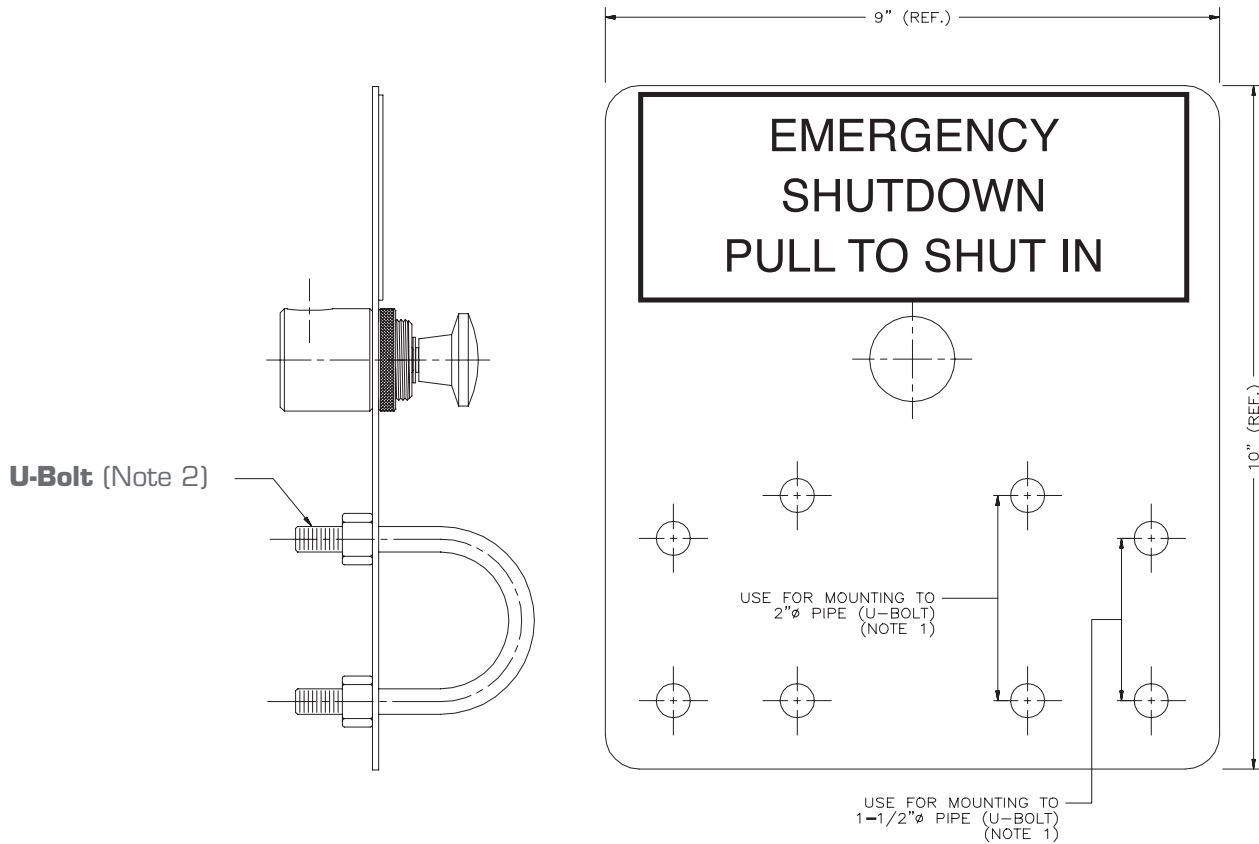 9" (REF.)
EMERGENCY
SHUTDOWN
PULL TO SHUT IN
10" (REF.)
U-Bolt (Note 2)
USE FOR MOUNTING TO
2"ø PIPE (U-BOLT)
(NOTE 1)
USE FOR MOUNTING TO
1-1/2"ø PIPE (U-BOLT)
(NOTE 1)